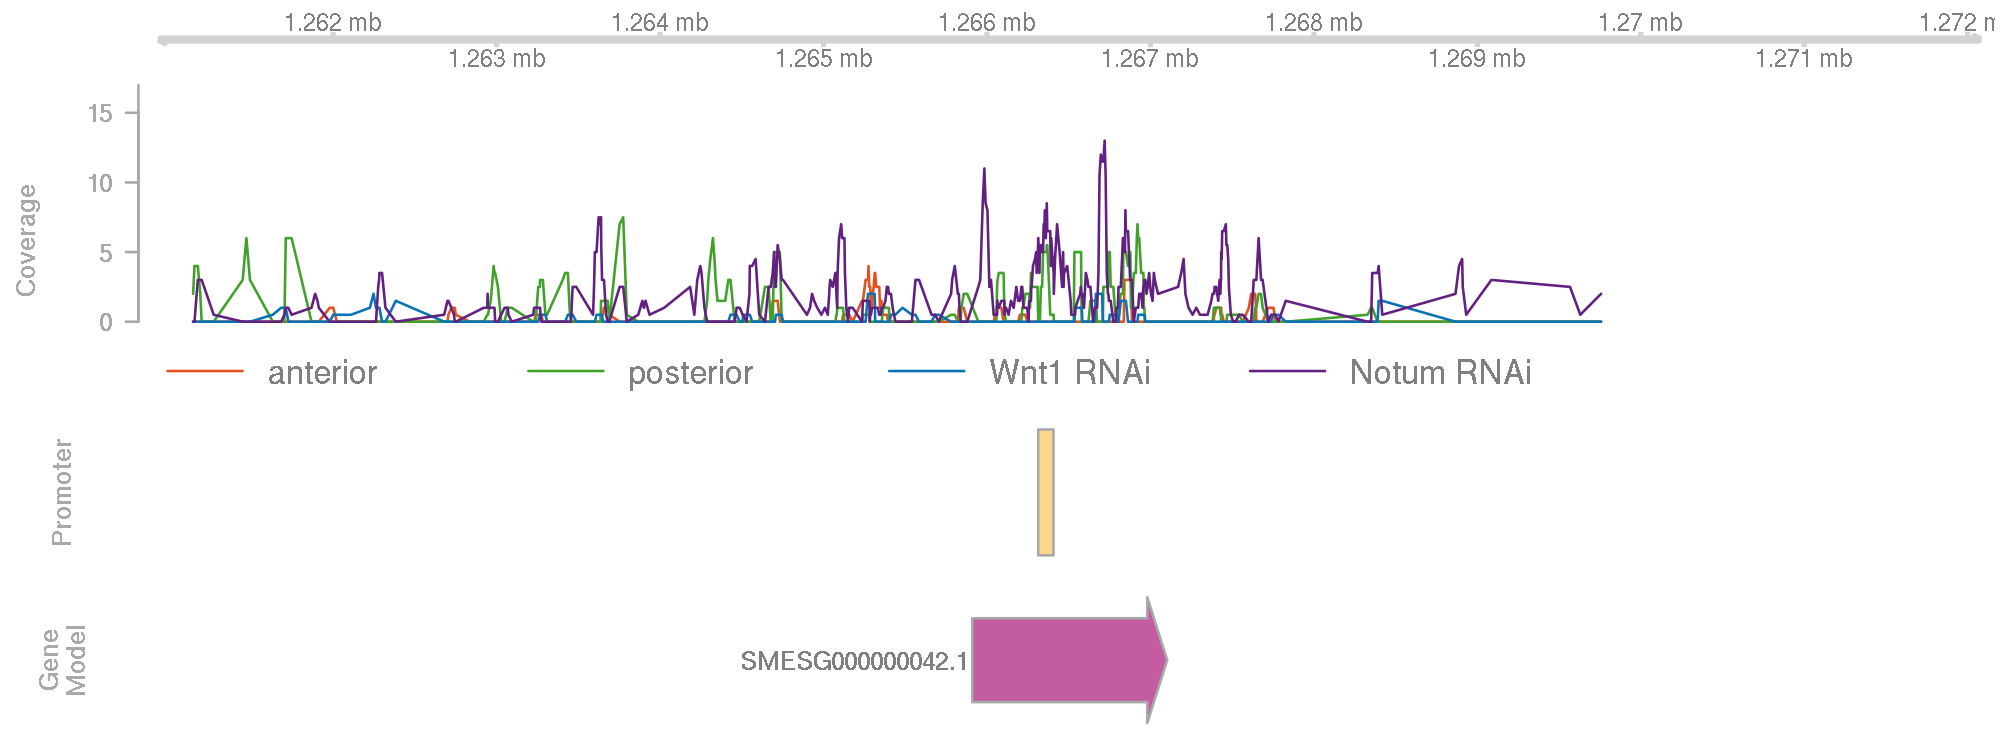 1.262 mb 1.264 mb 1.266 mb 1.268 mb 1.27 mb 1.272 m
1.263 mb 1.265 mb 1.267 mb 1.269 mb 1.271 mb
15
10
5
0
Coverage
anterior posterior Wnt1 RNAi Notum RNAi
Promoter
Gene
Model
SMESG000000042.1